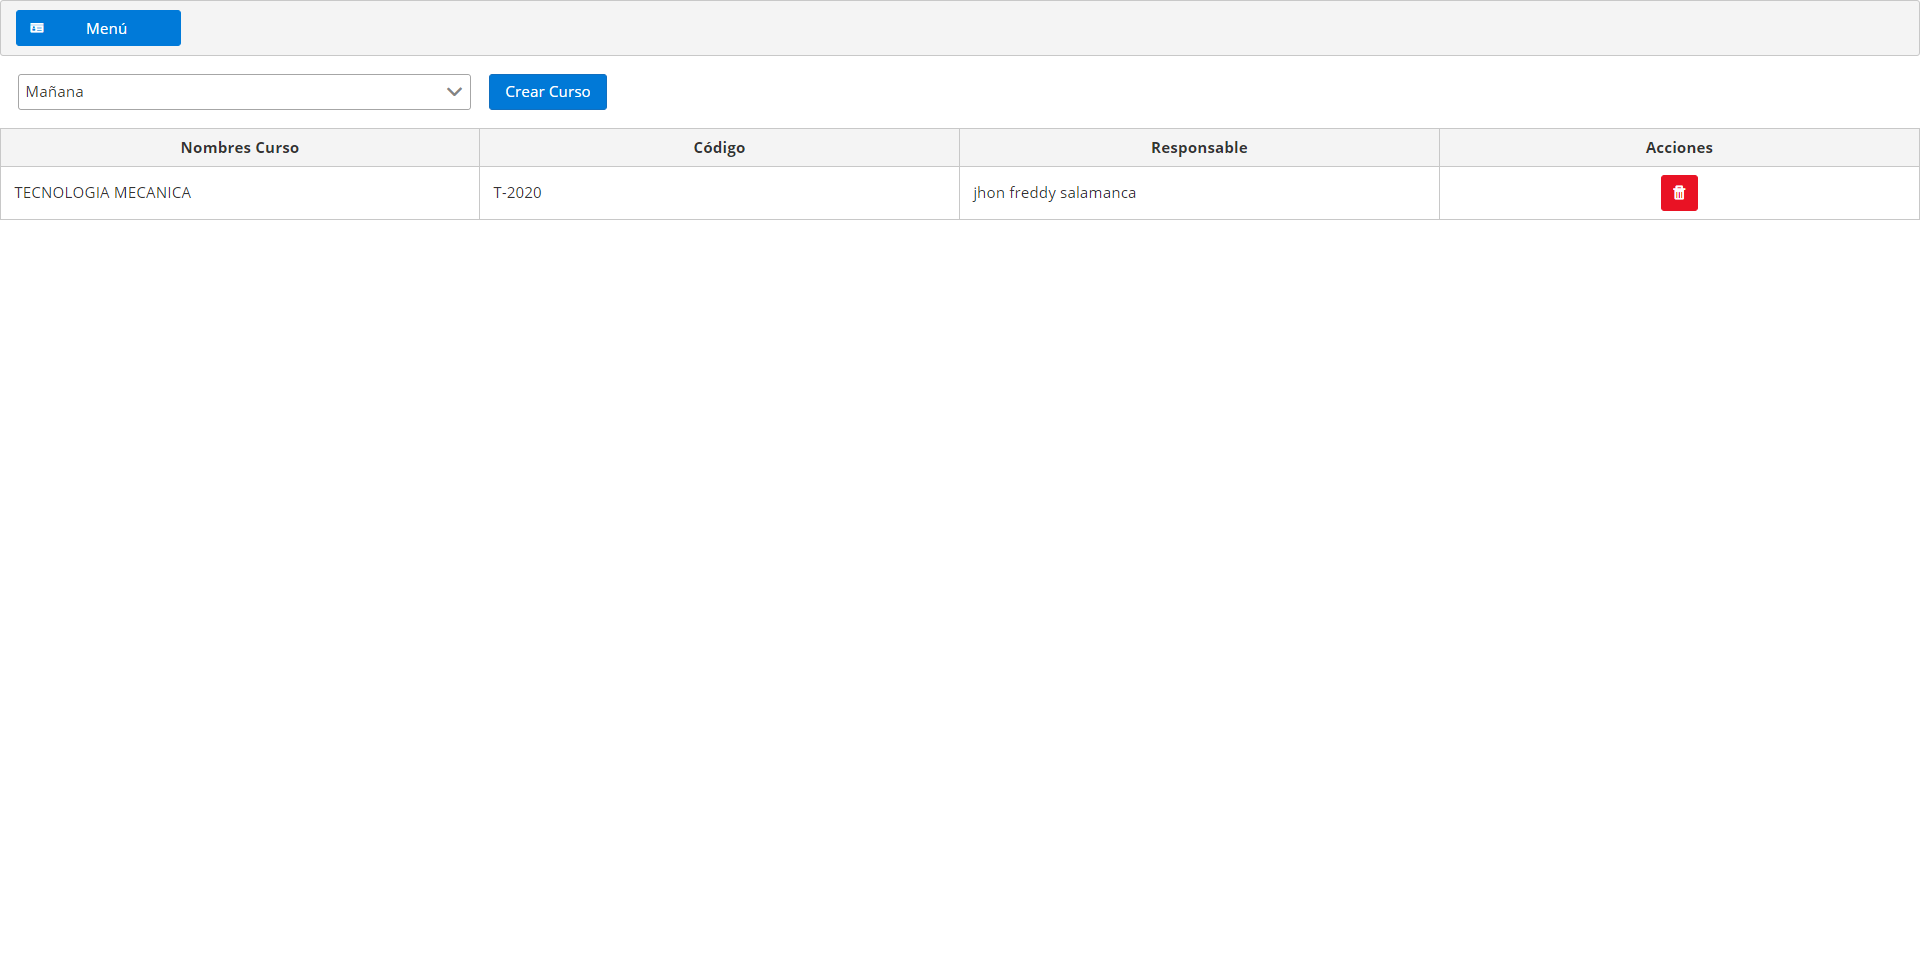 Menú
Mañana
Crear Curso
Nombres Curso Código Responsable Acciones
TECNOLOGIA MECANICA T-2020 jhon freddy salamanca